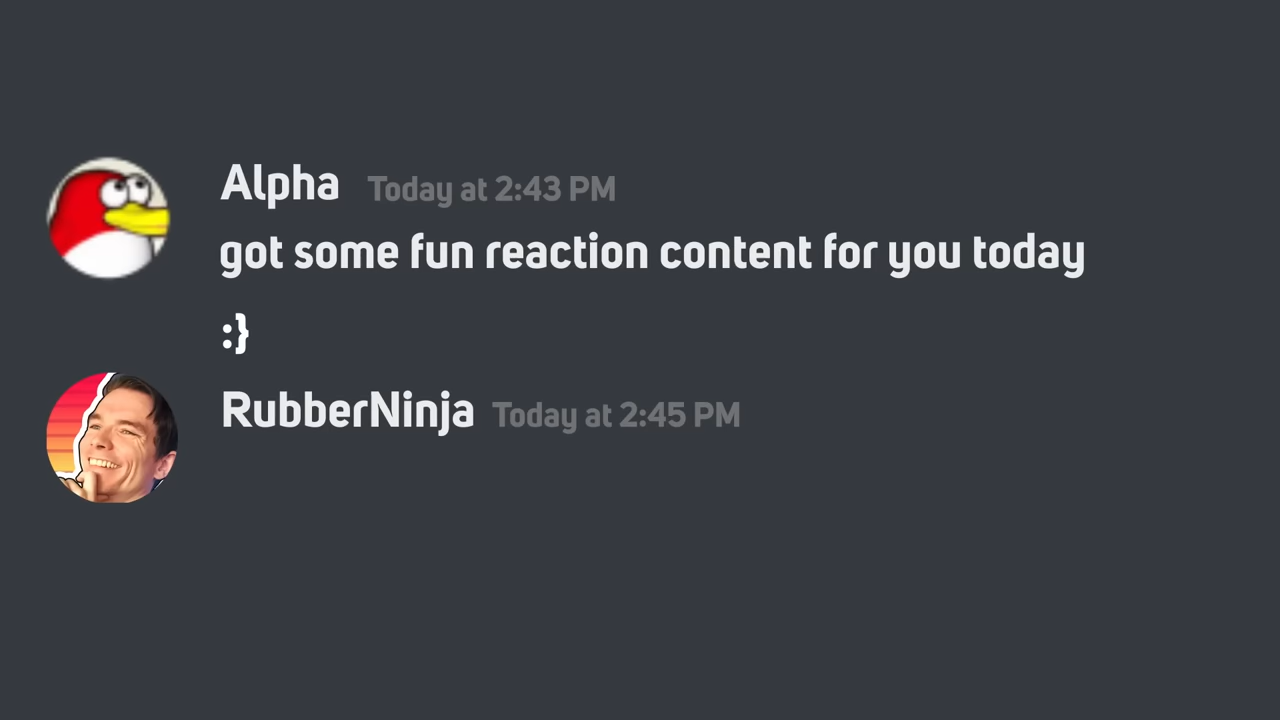 Alpha Today at 2:43 PM
got some fun reaction content for you today
:}
RubberNinja Today at 2:45 PM